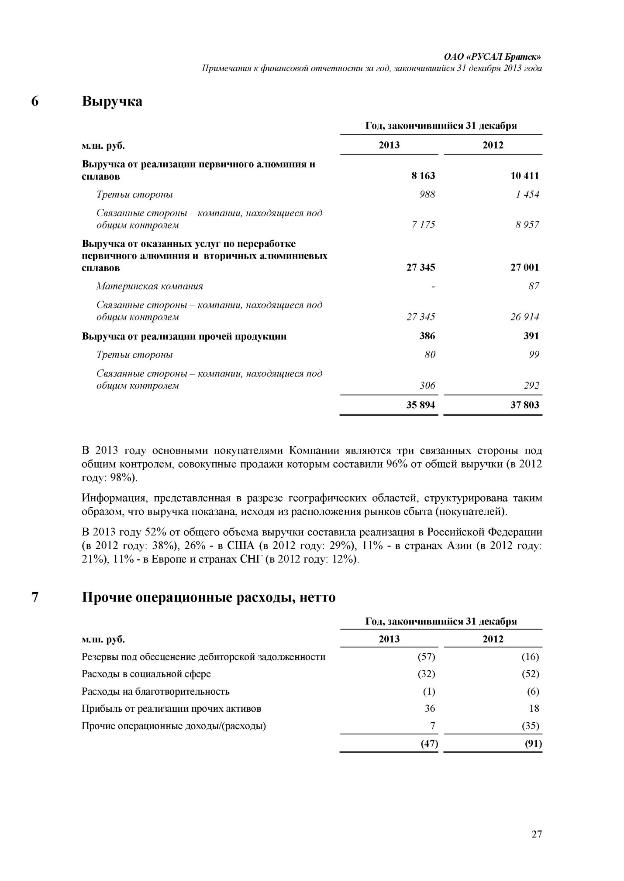 ОАО «РУСАЛ Братск»
Примечания к финансовой отчетности за год, закончившийся 31 декабря 2013 года
6 Выручка
Год, закончившийся 31 декабря
млн. руб. 2013 2012
Выручка от реализации первичного алюминия и
сплавов 8 163 10 411
Третьи стороны 988 1 454
Связанные стороны – компании, находящиеся под
общим контролем 7 175 8 957
Выручка от оказанных услуг по переработке
первичного алюминия и вторичных алюминиевых
сплавов 27 345 27 001
Материнская компания - 87
Связанные стороны – компании, находящиеся под
общим контролем 27 345 26 914
Выручка от реализации прочей продукции 386 391
Третьи стороны 80 99
Связанные стороны – компании, находящиеся под
общим контролем 306 292
35 894 37 803
В 2013 году основными покупателями Компании являются три связанных стороны под
общим контролем, совокупные продажи которым составили 96% от общей выручки (в 2012
году: 98%).
Информация, представленная в разрезе географических областей, структурирована таким
образом, что выручка показана, исходя из расположения рынков сбыта (покупателей).
В 2013 году 52% от общего объема выручки составила реализация в Российской Федерации
(в 2012 году: 38%), 26% - в США (в 2012 году: 29%), 11% - в странах Азии (в 2012 году:
21%), 11% - в Европе и странах СНГ (в 2012 году: 12%).
7 Прочие операционные расходы, нетто
Год, закончившийся 31 декабря
млн. руб. 2013 2012
Резервы под обесценение дебиторской задолженности (57) (16)
Расходы в социальной сфере (32) (52)
Расходы на благотворительность (1) (6)
Прибыль от реализации прочих активов 36 18
Прочие операционные доходы/(расходы) 7 (35)
(47) (91)
27